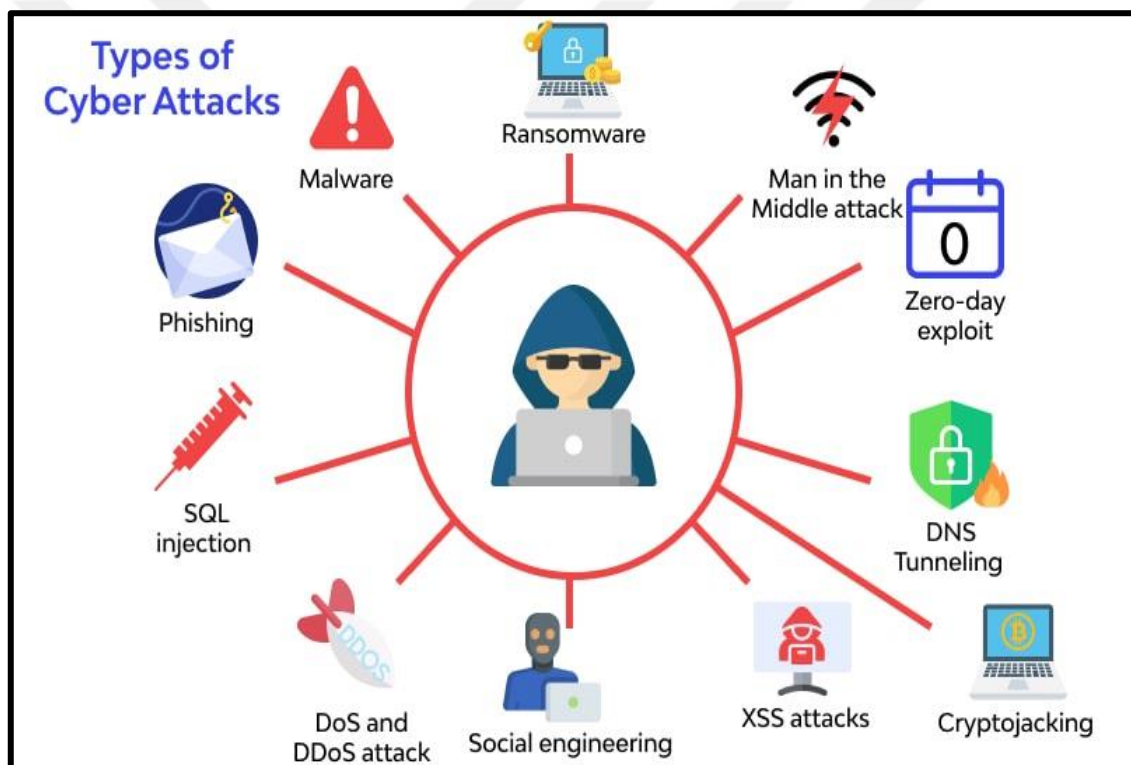 Types of
Cyber Attacks
Ransomware
Malware
Man in the
Middle attack
0
Zero-day
exploit
Phishing
SQL
injection
DNS
Tunneling
DDOS
DoS and
DDoS attack
Social engineering
XSS attacks
Cryptojacking